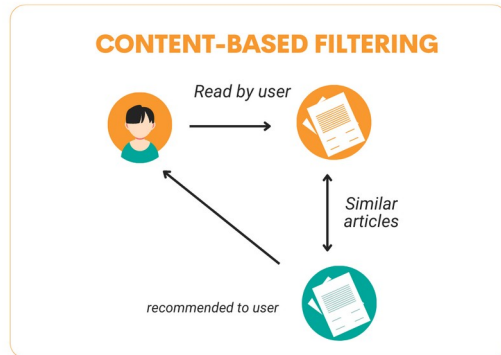 CONTENT-BASED FILTERING
Read by user
Similar
articles
recommended to user